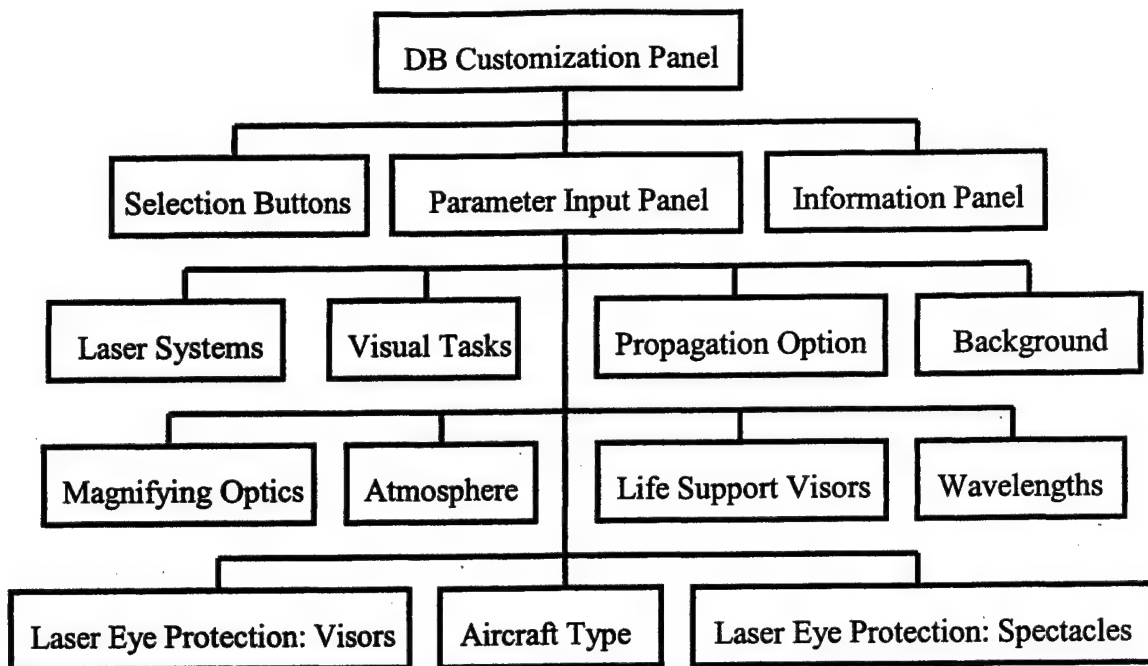 DB Customization Panel
Selection Buttons
Parameter Input Panel
Information Panel
Laser Systems
Visual Tasks
Propagation Option
Background
Magnifying Optics
Atmosphere
Life Support Visors
Wavelengths
Laser Eye Protection: Visors
Aircraft Type
Laser Eye Protection: Spectacles